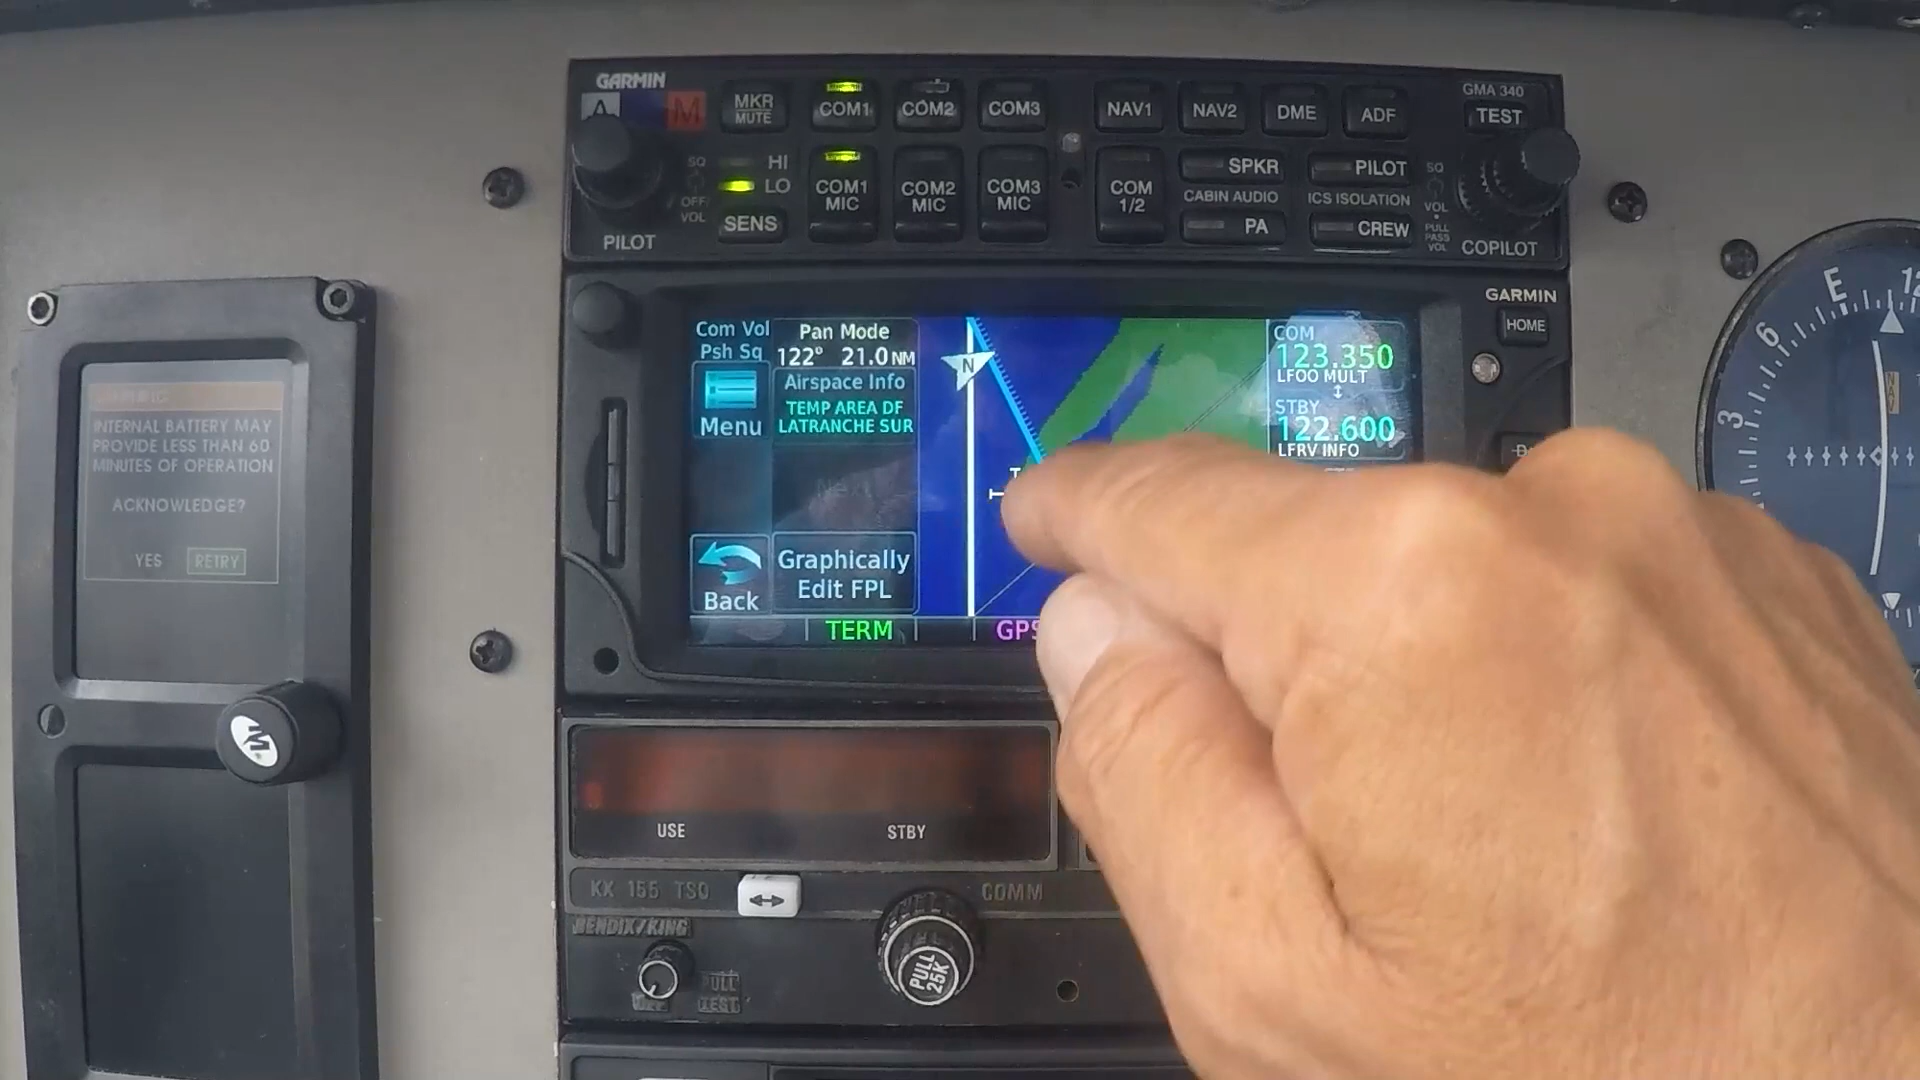 GARMIN
GMA 340
A M
MKR
MUTE
COM1
COM2
COM3
NAV1
NAV2
DME
ADF
TEST
SQ
OFF/
VOL
HI
LO
SENS
COM1
MIC
COM2
MIC
COM3
MIC
COM
1/2
SPKR
CABIN AUDIO
PA
PILOT
ICS ISOLATION
CREW
SQ
VOL
PULL
PASS
VOL
PILOT
COPILOT
GARMIN
HOME
Com Vol
Psh Sq
Menu
Back
Pan Mode
122° 21.0 NM
Airspace Info
TEMP AREA DF
LATRANCHE SUR
Next
Graphically
Edit FPL
N
COM
123.350
LFOO MULT
STBY
122.600
LFRV INFO
TERM
GPS
INTERNAL BATTERY MAY
PROVIDE LESS THAN 60
MINUTES OF OPERATION
ACKNOWLEDGE?
YES
RETRY
USE
STBY
KX 155 TSO
COMM
BENDIX/KING
PULL
TEST
PULL
25K
3
6
E
12
NAV